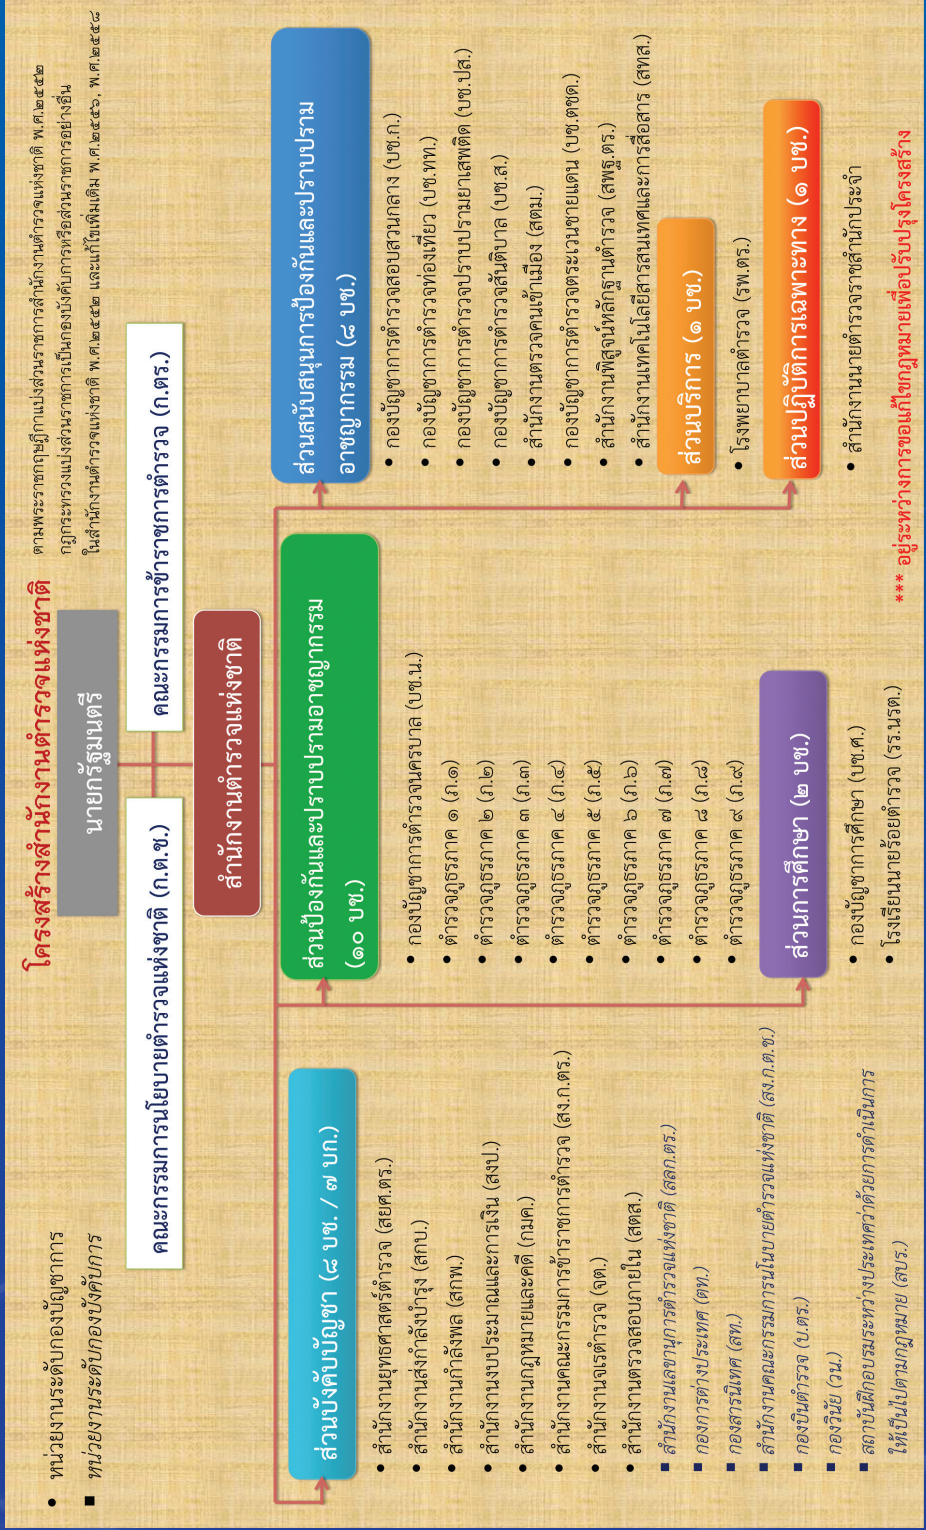 โครงสร้างสำนักงานตำรวจแห่งชาติ
ตามพระราชกฤษฎีกาแบ่งส่วนราชการสำนักงานตำรวจแห่งชาติ พ.ศ.๒๕๕๒
กฎกระทรวงแบ่งส่วนราชการเป็นกองบังคับการหรือส่วนราชการอย่างอื่น
ในสำนักงานตำรวจแห่งชาติ พ.ศ.๒๕๕๒ และแก้ไขเพิ่มเติม พ.ศ.๒๕๕๖, พ.ศ.๒๕๕๘
• หน่วยงานระดับกองบัญชาการ
▪ หน่วยงานระดับกองบังคับการ
นายกรัฐมนตรี
คณะกรรมการนโยบายตำรวจแห่งชาติ (ก.ต.ช.)
คณะกรรมการข้าราชการตำรวจ (ก.ตร.)
สำนักงานตำรวจแห่งชาติ
ส่วนบังคับบัญชา (๘ บช. / ๗ บก.)
• สำนักงานยุทธศาสตร์ตำรวจ (สยศ.ตร.)
• สำนักงานส่งกำลังบำรุง (สกบ.)
• สำนักงานกำลังพล (สกพ.)
• สำนักงานงบประมาณและการเงิน (สงป.)
• สำนักงานกฎหมายและคดี (กมค.)
• สำนักงานคณะกรรมการข้าราชการตำรวจ (สง.ก.ตร.)
• สำนักงานจเรตำรวจ (จต.)
• สำนักงานตรวจสอบภายใน (สตส.)
▪ สำนักงานเลขานุการตำรวจแห่งชาติ (สลก.ตร.)
▪ กองการต่างประเทศ (ตท.)
▪ กองสารนิเทศ (สท.)
▪ สำนักงานคณะกรรมการนโนบายตำรวจแห่งชาติ (สง.ก.ต.ช.)
▪ กองบินตำรวจ (บ.ตร.)
▪ กองวินัย (วน.)
▪ สถาบันฝึกอบรมระหว่างประเทศว่าด้วยการดำเนินการ
ให้เป็นไปตามกฎหมาย (สบร.)
ส่วนป้องกันและปราบปรามอาชญากรรม
(๑๐ บช.)
• กองบัญชาการตำรวจนครบาล (บช.น.)
• ตำรวจภูธรภาค ๑ (ภ.๑)
• ตำรวจภูธรภาค ๒ (ภ.๒)
• ตำรวจภูธรภาค ๓ (ภ.๓)
• ตำรวจภูธรภาค ๔ (ภ.๔)
• ตำรวจภูธรภาค ๕ (ภ.๕)
• ตำรวจภูธรภาค ๖ (ภ.๖)
• ตำรวจภูธรภาค ๗ (ภ.๗)
• ตำรวจภูธรภาค ๘ (ภ.๘)
• ตำรวจภูธรภาค ๙ (ภ.๙)
ส่วนการศึกษา (๒ บช.)
• กองบัญชาการศึกษา (บช.ศ.)
• โรงเรียนนายร้อยตำรวจ (รร.นรต.)
ส่วนสนับสนุนการป้องกันและปราบปราม
อาชญากรรม (๘ บช.)
• กองบัญชาการตำรวจสอบสวนกลาง (บช.ก.)
• กองบัญชาการตำรวจท่องเที่ยว (บช.ทท.)
• กองบัญชาการตำรวจปราบปรามยาเสพติด (บช.ปส.)
• กองบัญชาการตำรวจสันติบาล (บช.ส.)
• สำนักงานตรวจคนเข้าเมือง (สตม.)
• กองบัญชาการตำรวจตระเวนชายแดน (บช.ตชด.)
• สำนักงานพิสูจน์หลักฐานตำรวจ (สพฐ.ตร.)
• สำนักงานเทคโนโลยีสารสนเทศและการสื่อสาร (สทส.)
ส่วนบริการ (๑ บช.)
• โรงพยาบาลตำรวจ (รพ.ตร.)
ส่วนปฏิบัติการเฉพาะทาง (๑ บช.)
• สำนักงานนายตำรวจราชสำนักประจำ
*** อยู่ระหว่างการขอแก้ไขกฎหมายเพื่อปรับปรุงโครงสร้าง